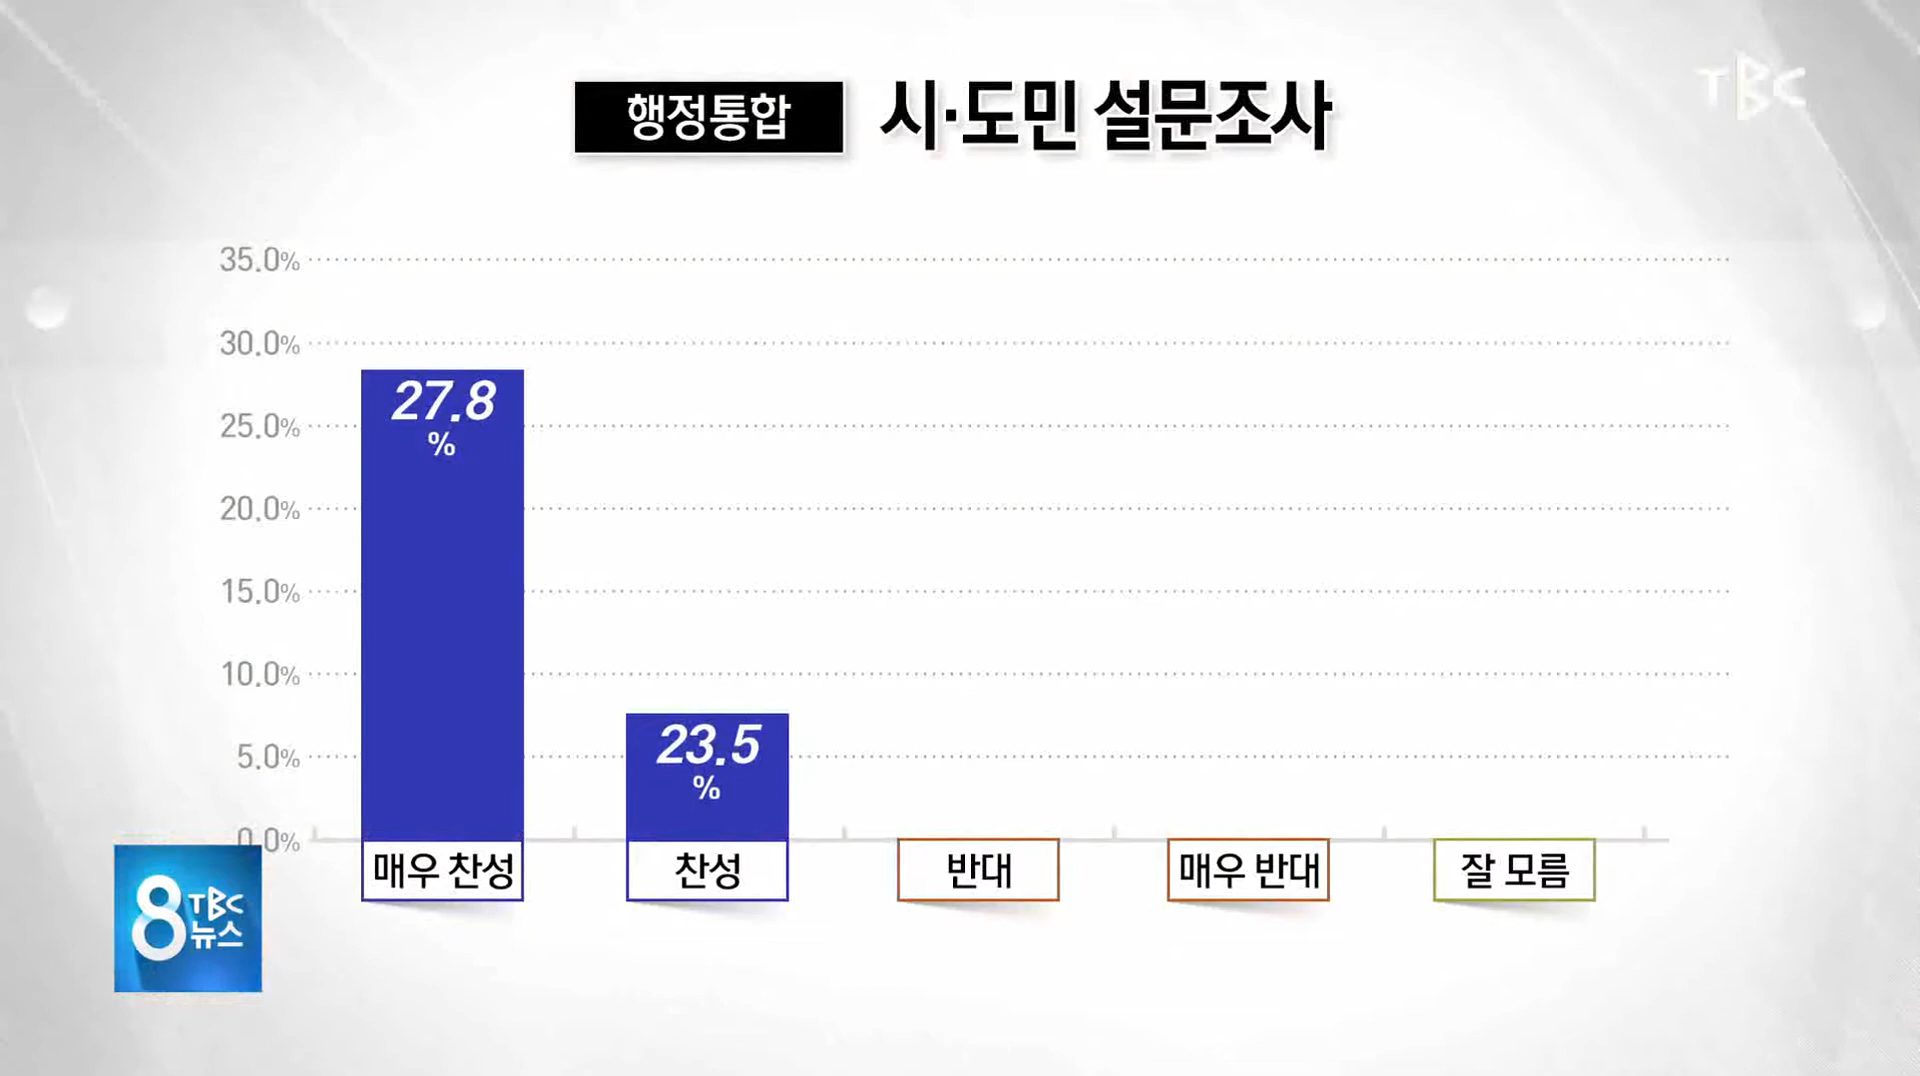 TBC
행정통합 시·도민 설문조사
35.0%
30.0%
25.0%
20.0%
15.0%
10.0%
5.0%
0.0%
27.8
%
23.5
%
매우 찬성 찬성 반대 매우 반대 잘 모름
8 TBC
뉴스